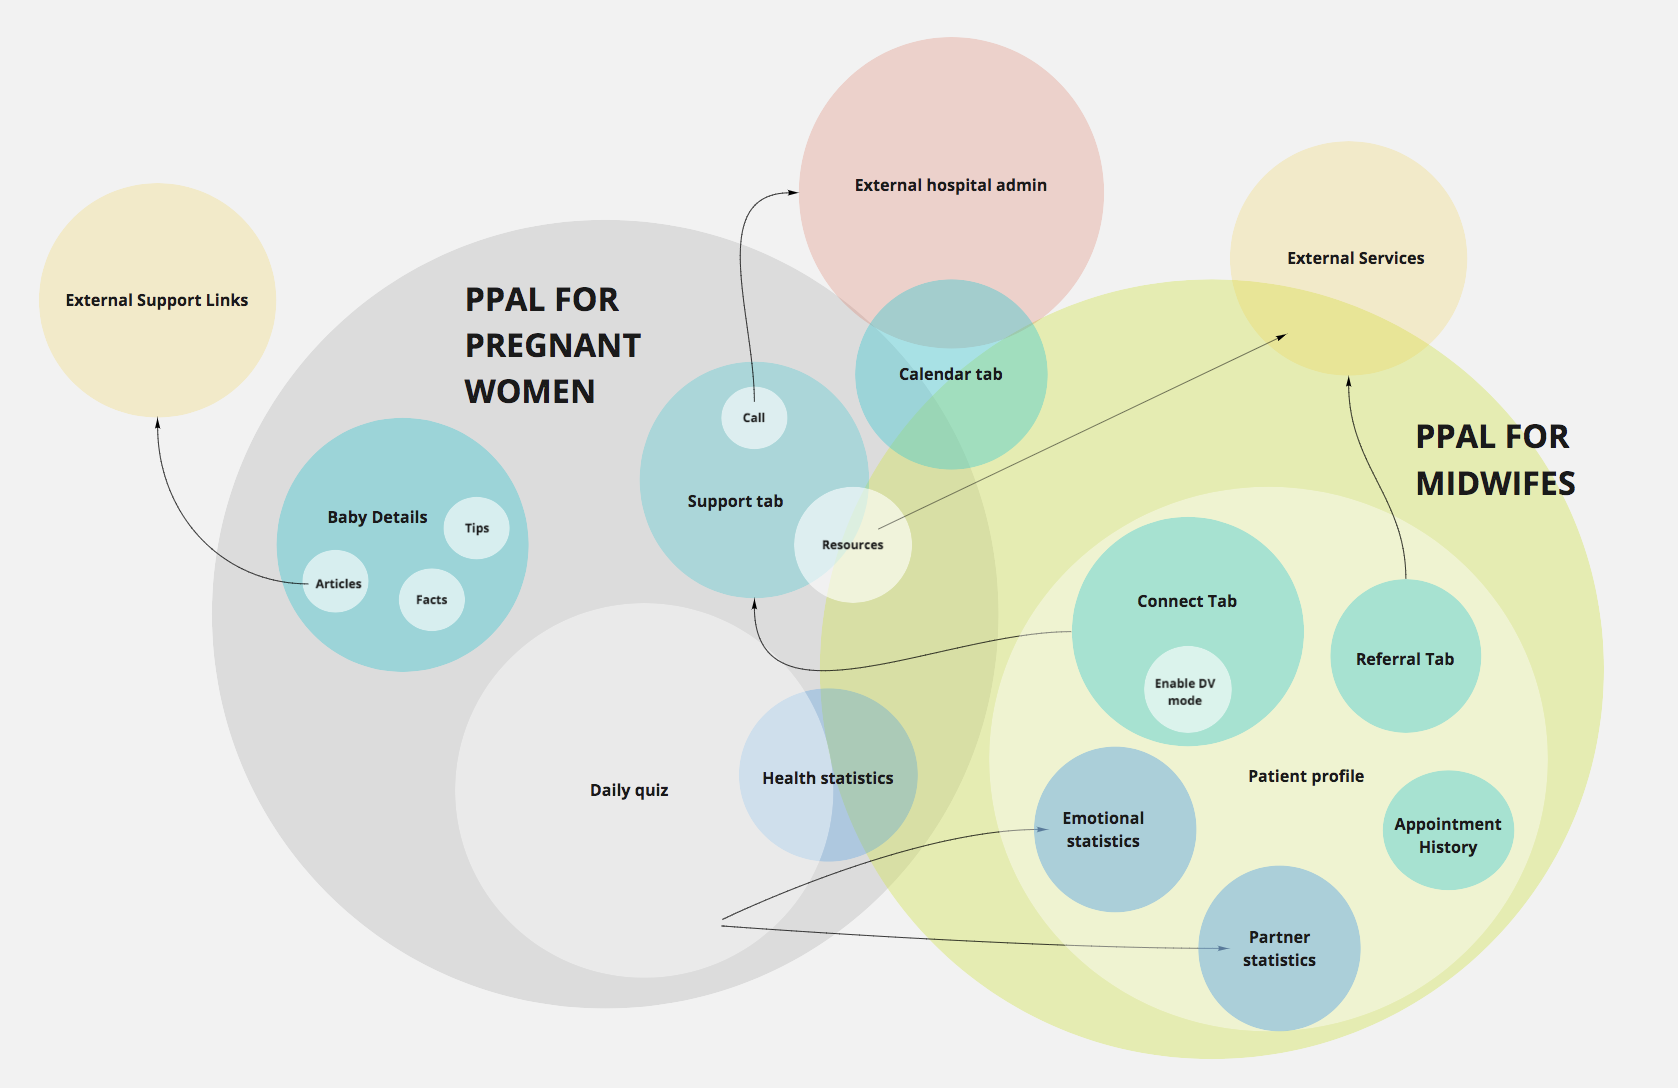 External hospital admin
External Services
External Support Links
PPAL FOR
PREGNANT
WOMEN
Calendar tab
Call
PPAL FOR
MIDWIFES
Support tab
Baby Details
Tips
Resources
Articles
Facts
Connect Tab
Referral Tab
Enable DV
mode
Daily quiz
Health statistics
Patient profile
Emotional
statistics
Appointment
History
Partner
statistics